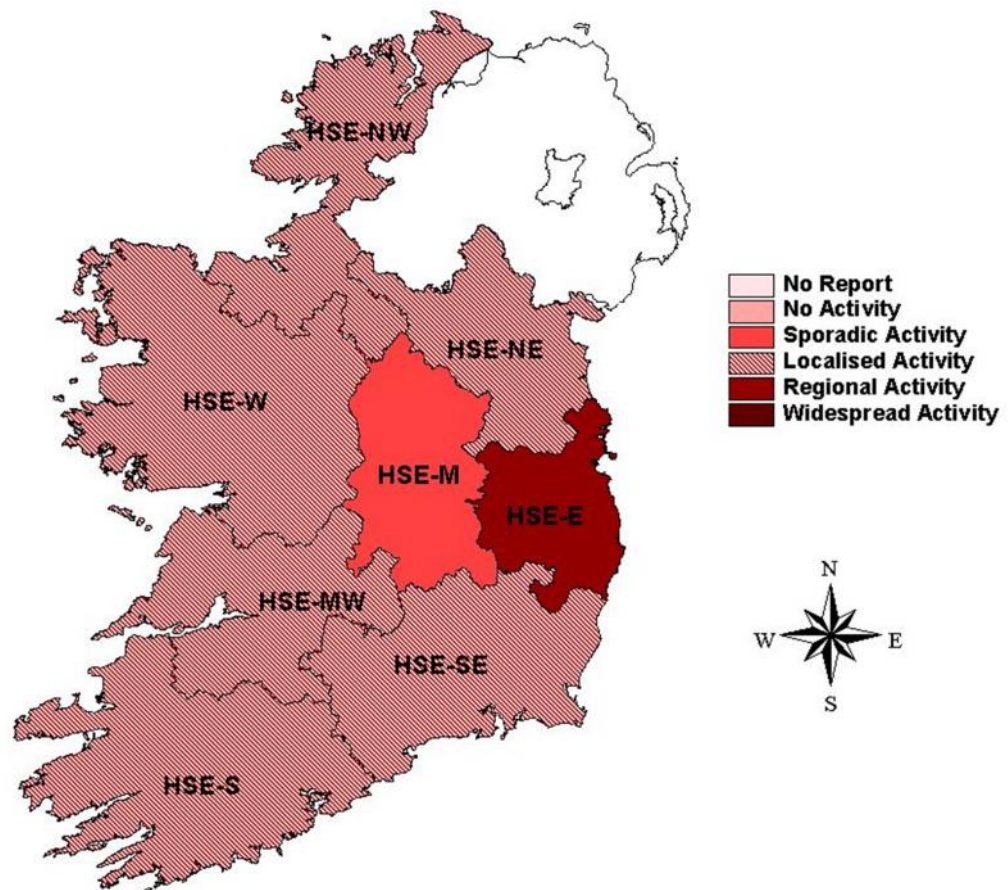 HSE-NW
HSE-NE
HSE-W
HSE-M
HSE-E
HSE-MW
HSE-SE
HSE-S
No Report
No Activity
Sporadic Activity
Localised Activity
Regional Activity
Widespread Activity
N
W
E
S